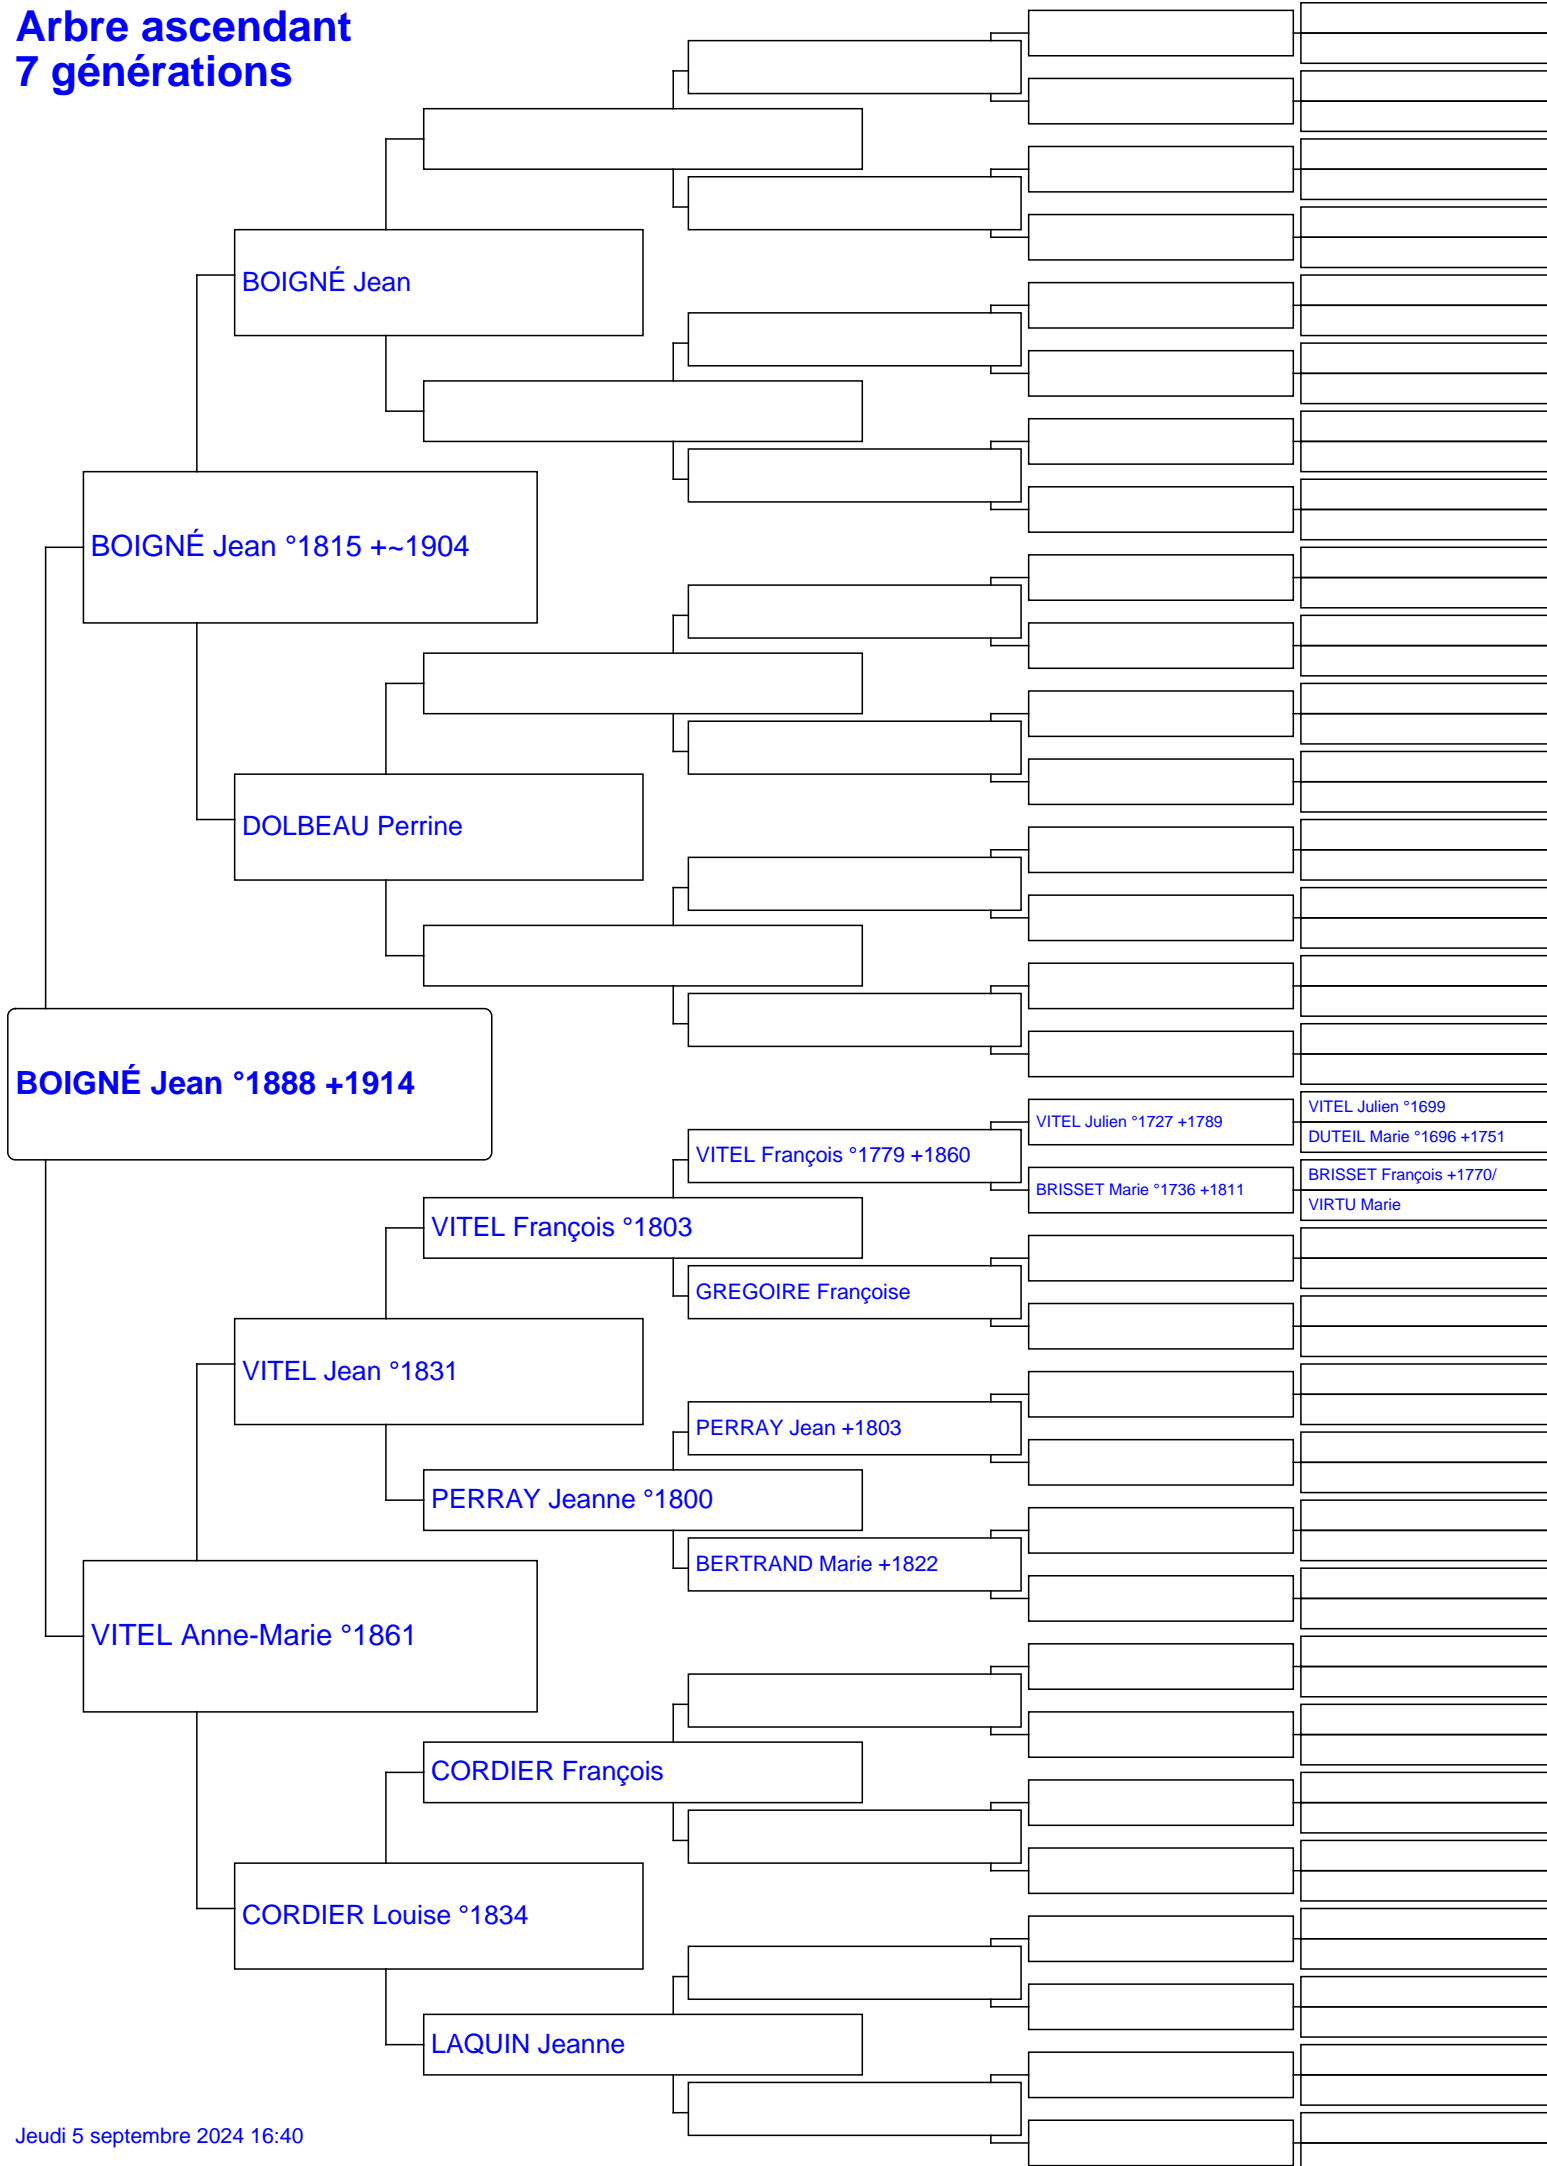 Arbre ascendant
7 générations
BOIGNÉ Jean
BOIGNÉ Jean °1815 +~1904
DOLBEAU Perrine
BOIGNÉ Jean °1888 +1914
VITEL Julien °1699
VITEL Julien °1727 +1789
DUTEIL Marie °1696 +1751
VITEL François °1779 +1860
BRISSET François +1770/
BRISSET Marie °1736 +1811
VIRTU Marie
VITEL François °1803
GREGOIRE Françoise
VITEL Jean °1831
PERRAY Jean +1803
PERRAY Jeanne °1800
BERTRAND Marie +1822
VITEL Anne-Marie °1861
CORDIER François
CORDIER Louise °1834
LAQUIN Jeanne
Jeudi 5 septembre 2024 16:40